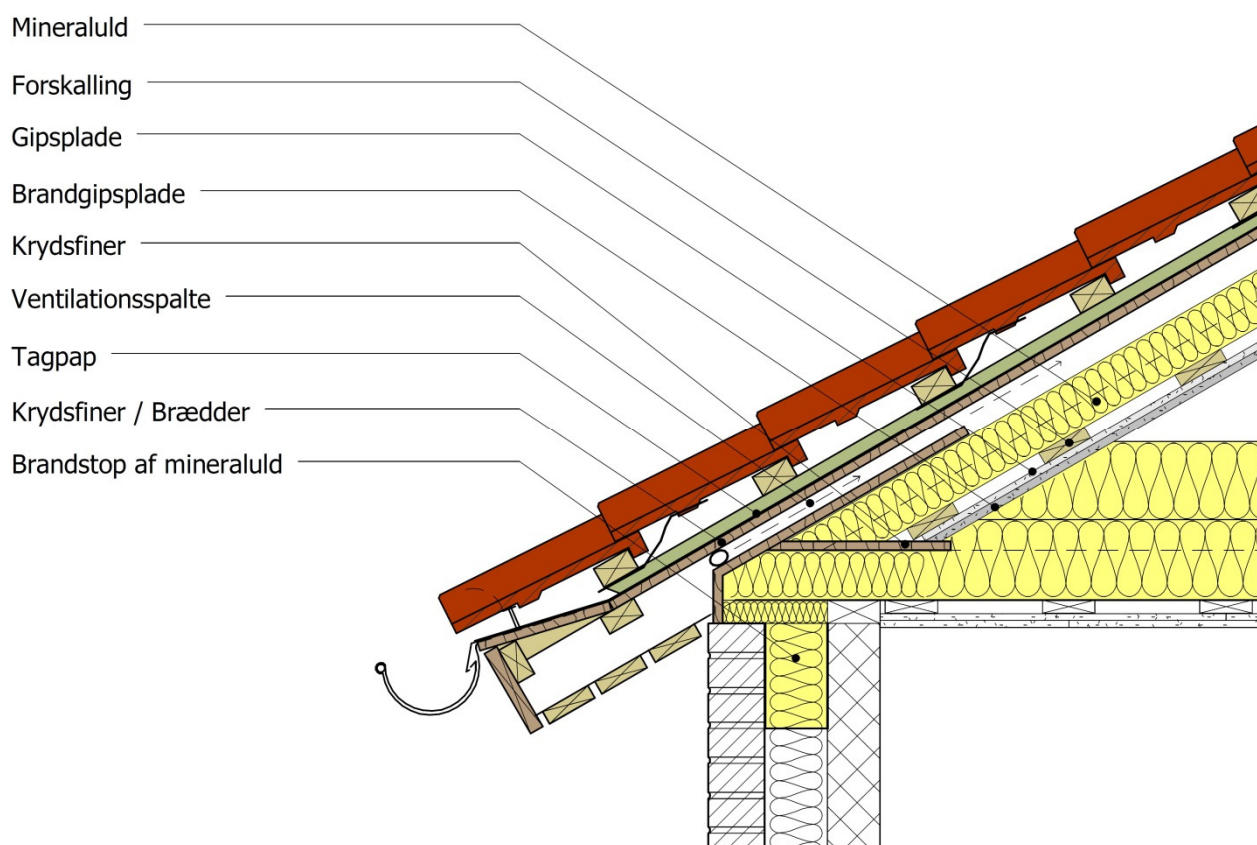 Mineraluld
Forskalling
Gipsplade
Brandgipsplade
Krydsfiner
Ventilationsspalte
Tagpap
Krydsfiner / Brædder
Brandstop af mineraluld